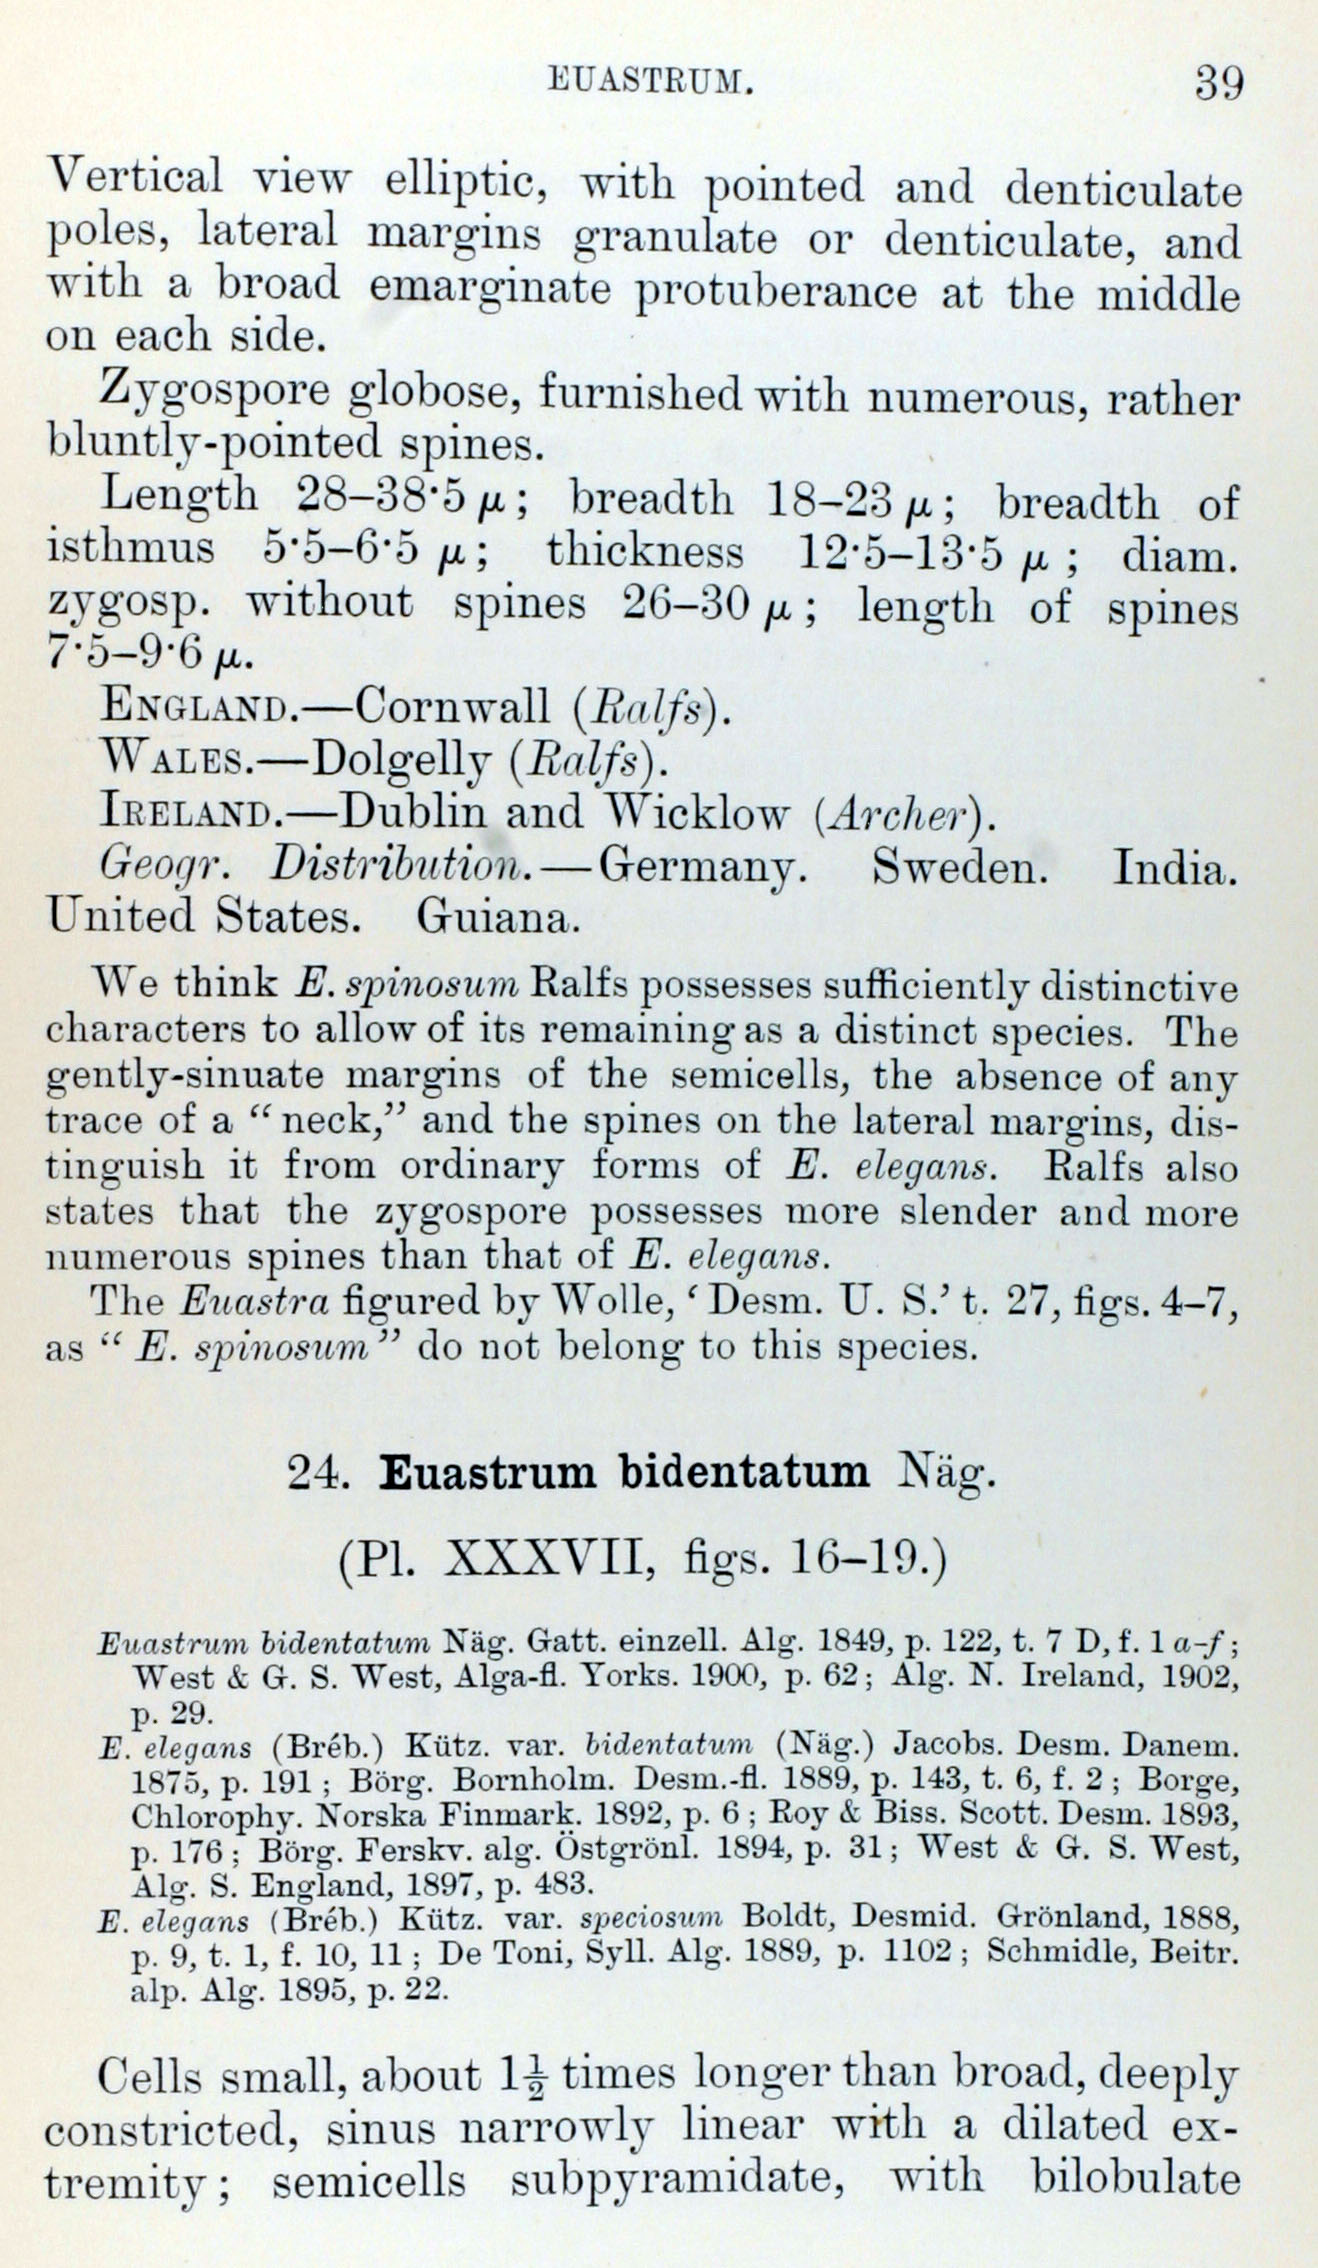 EUASTRUM.
39
Vertical view elliptic, with pointed and denticulate
poles, lateral margins granulate or denticulate, and
with a broad emarginate protuberance at the middle
on each side.
Zygospore globose, furnished with numerous, rather
bluntly-pointed spines.
Length 28–38·5 μ; breadth 18–23 μ; breadth of
isthmus 5·5–6·5 μ; thickness 12·5–13·5 μ; diam.
zygosp. without spines 26–30 μ; length of spines
7·5–9·6 μ.
ENGLAND.—Cornwall (Ralfs).
WALES.—Dolgelly (Ralfs).
IRELAND.—Dublin and Wicklow (Archer).
Geogr. Distribution.—Germany. Sweden. India.
United States. Guiana.
We think E. spinosum Ralfs possesses sufficiently distinctive
characters to allow of its remaining as a distinct species. The
gently-sinuate margins of the semicells, the absence of any
trace of a “neck,” and the spines on the lateral margins, dis-
tinguish it from ordinary forms of E. elegans. Ralfs also
states that the zygospore possesses more slender and more
numerous spines than that of E. elegans.
The Euastra figured by Wolle, ‘Desm. U. S.’ t. 27, figs. 4–7,
as “E. spinosum” do not belong to this species.
24. Euastrum bidentatum Näg.
(Pl. XXXVII, figs. 16–19.)
Euastrum bidentatum Näg. Gatt. einzell. Alg. 1849, p. 122, t. 7 D, f. 1 a–f;
West & G. S. West, Alga-fl. Yorks. 1900, p. 62; Alg. N. Ireland, 1902,
p. 29.
E. elegans (Bréb.) Kütz. var. bidentatum (Näg.) Jacobs. Desm. Danem.
1875, p. 191; Börg. Bornholm. Desm.-fl. 1889, p. 143, t. 6, f. 2; Borge,
Chlorophy. Norska Finmark. 1892, p. 6; Roy & Biss. Scott. Desm. 1893,
p. 176; Börg. Ferskv. alg. Östgrönl. 1894, p. 31; West & G. S. West,
Alg. S. England, 1897, p. 483.
E. elegans (Bréb.) Kütz. var. speciosum Boldt, Desmid. Grönland, 1888,
p. 9, t. 1, f. 10, 11; De Toni, Syll. Alg. 1889, p. 1102; Schmidle, Beitr.
alp. Alg. 1895, p. 22.
Cells small, about 1½ times longer than broad, deeply
constricted, sinus narrowly linear with a dilated ex-
tremity; semicells subpyramidate, with bilobulate